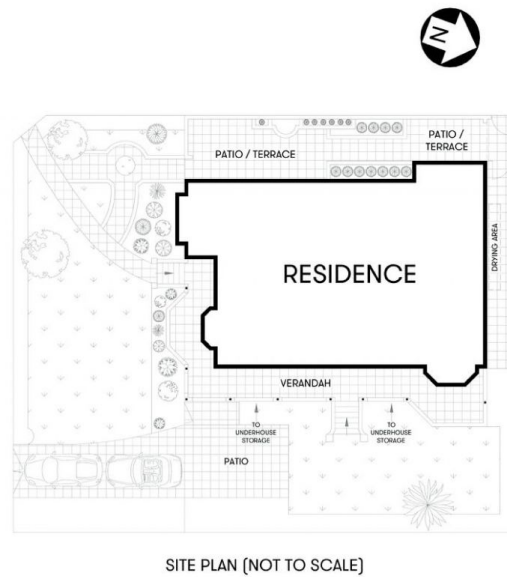 N
PATIO / TERRACE
PATIO /
TERRACE
RESIDENCE
DRYING AREA
VERANDAH
TO
UNDERHOUSE
STORAGE
TO
UNDERHOUSE
STORAGE
PATIO
SITE PLAN (NOT TO SCALE)